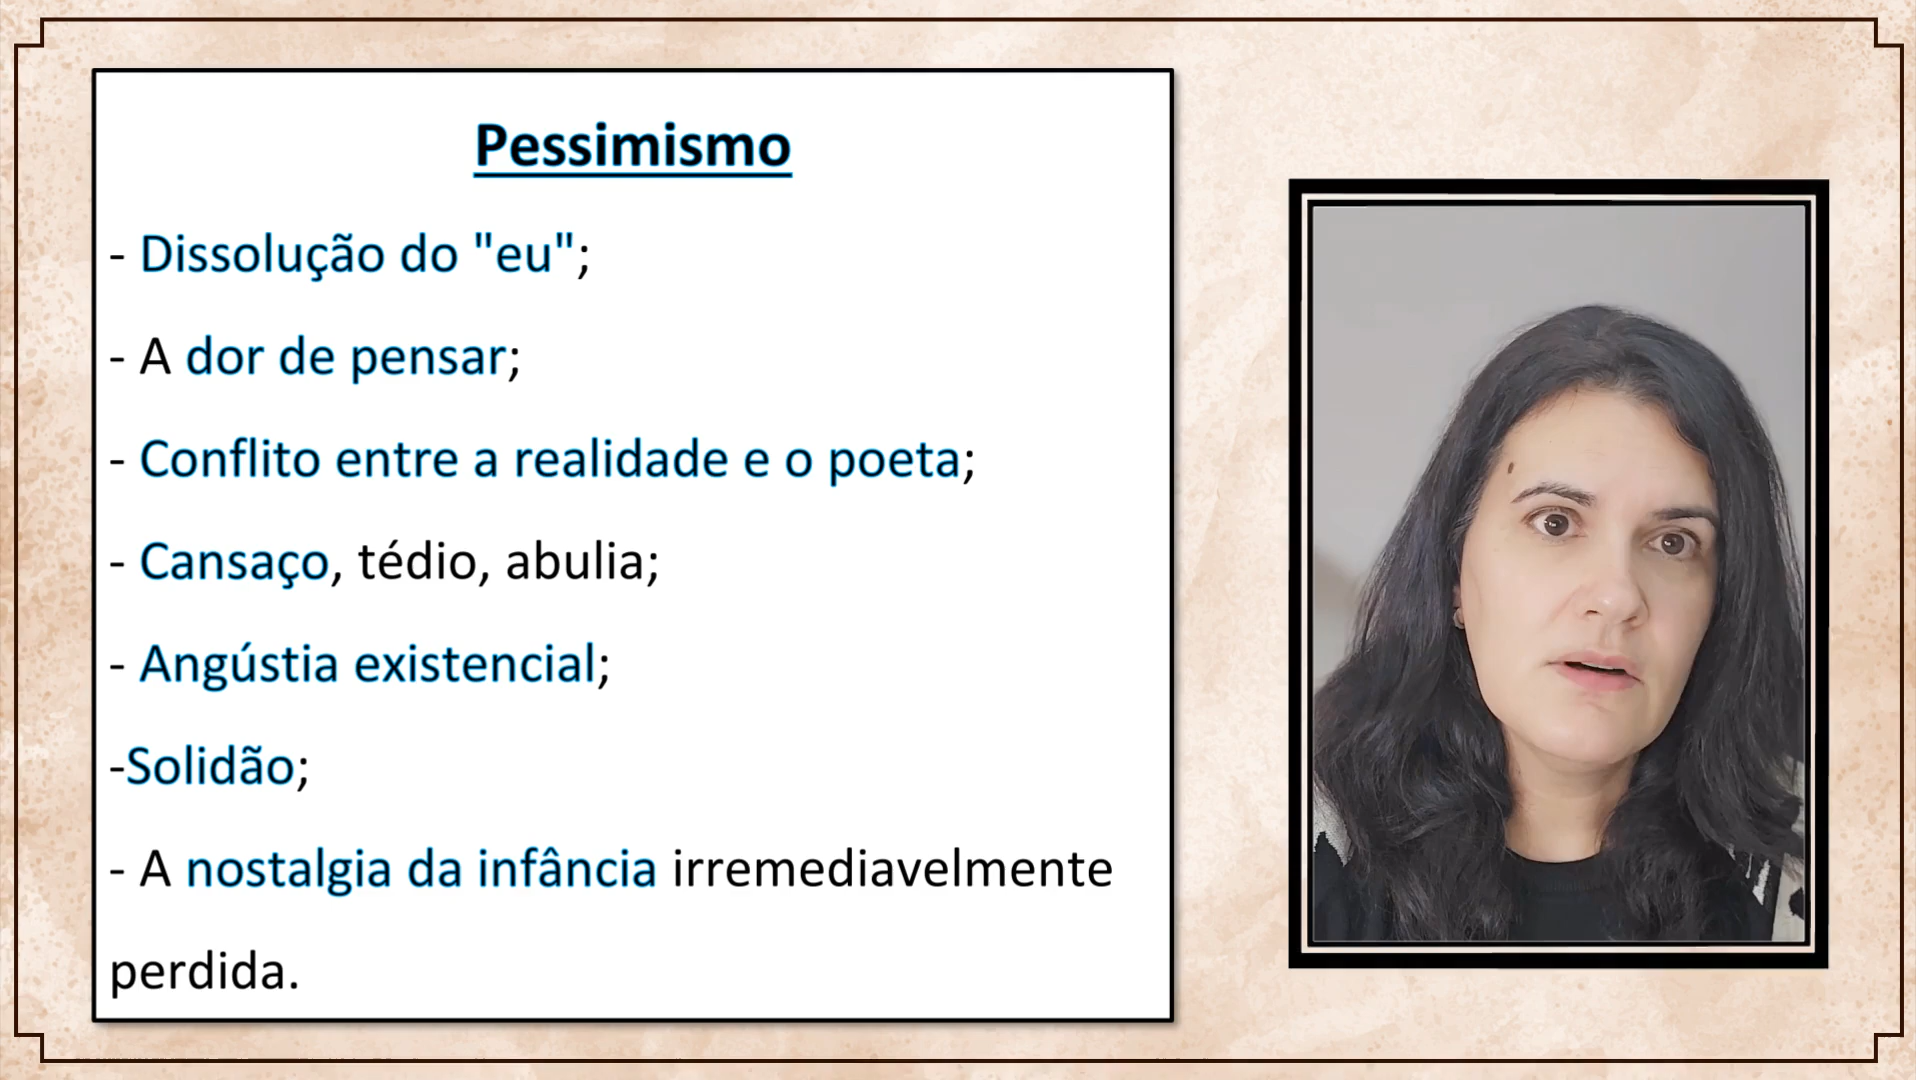 Pessimismo
- Dissolução do "eu";
- A dor de pensar;
- Conflito entre a realidade e o poeta;
- Cansaço, tédio, abulia;
- Angústia existencial;
-Solidão;
- A nostalgia da infância irremediavelmente
perdida.